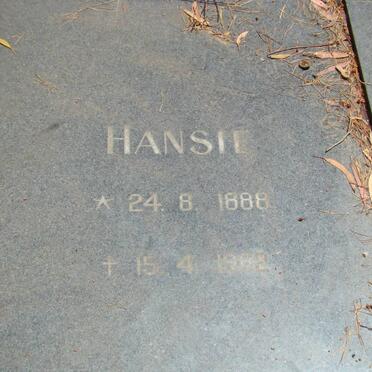 HANSIE
* 24. 8. 1888
† 15. 4.